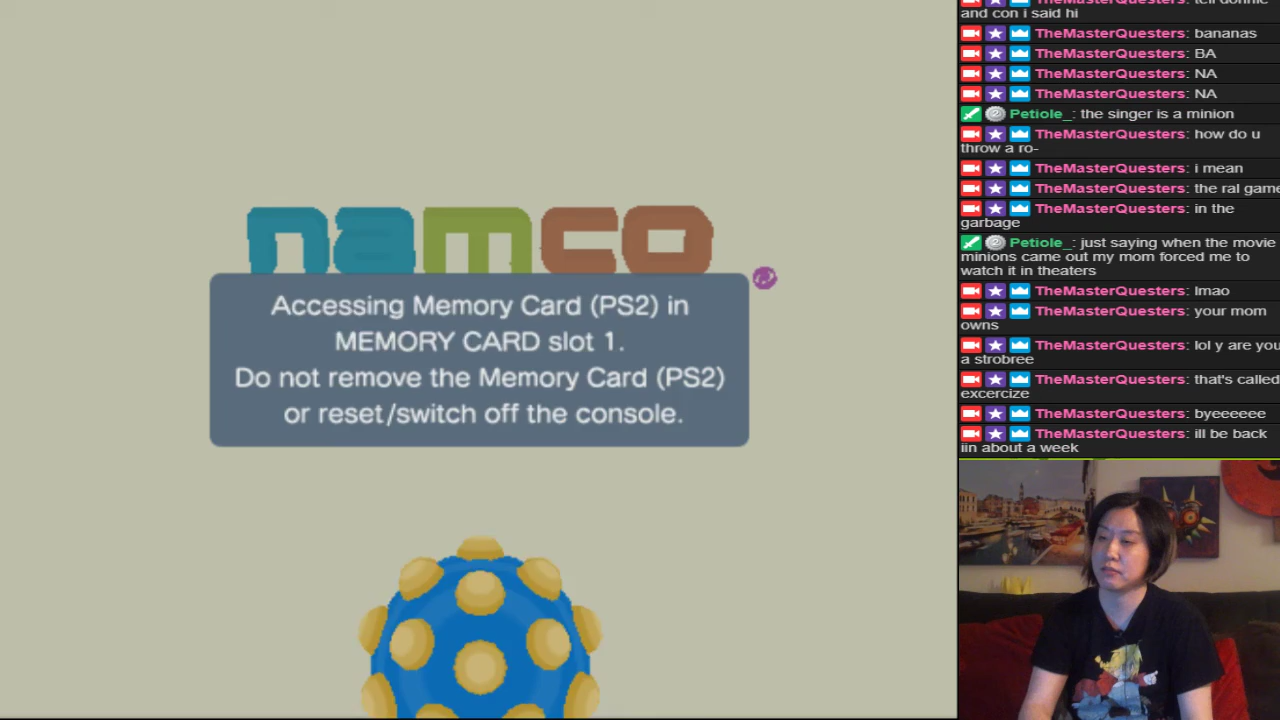 namco
Accessing Memory Card (PS2) in
MEMORY CARD slot 1.
Do not remove the Memory Card (PS2)
or reset/switch off the console.
and con i said hi
TheMasterQuesters: bananas
TheMasterQuesters: BA
TheMasterQuesters: NA
TheMasterQuesters: NA
Petiole_: the singer is a minion
TheMasterQuesters: how do u
throw a ro-
TheMasterQuesters: i mean
TheMasterQuesters: the ral game
TheMasterQuesters: in the
garbage
Petiole_: just saying when the movie
minions came out my mom forced me to
watch it in theaters
TheMasterQuesters: lmao
TheMasterQuesters: your mom
owns
TheMasterQuesters: lol y are you
a strobree
TheMasterQuesters: that's called
excercize
TheMasterQuesters: byeeeeee
TheMasterQuesters: ill be back
iin about a week